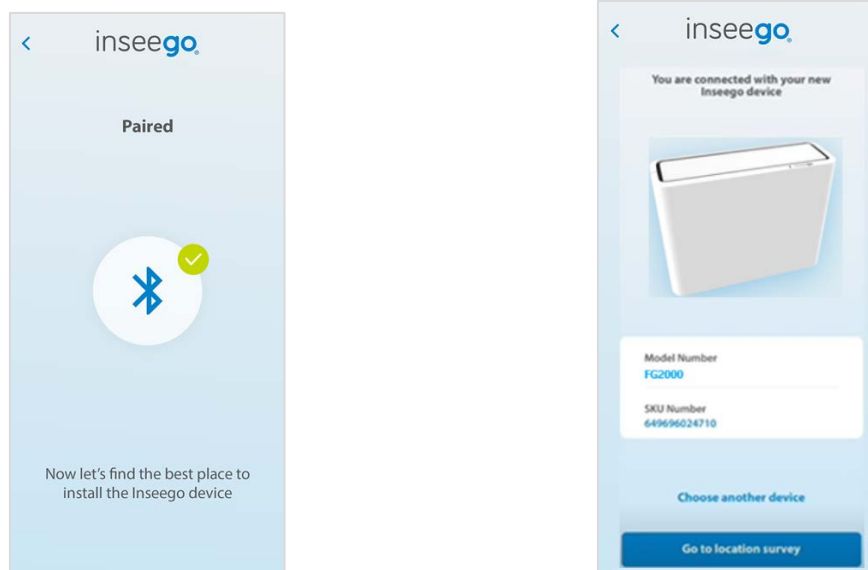 inseego
Paired
Now let's find the best place to
install the Inseego device
inseego
You are connected with your new
Inseego device
Model Number
FG2000
SKU Number
649696024710
Choose another device
Go to location survey